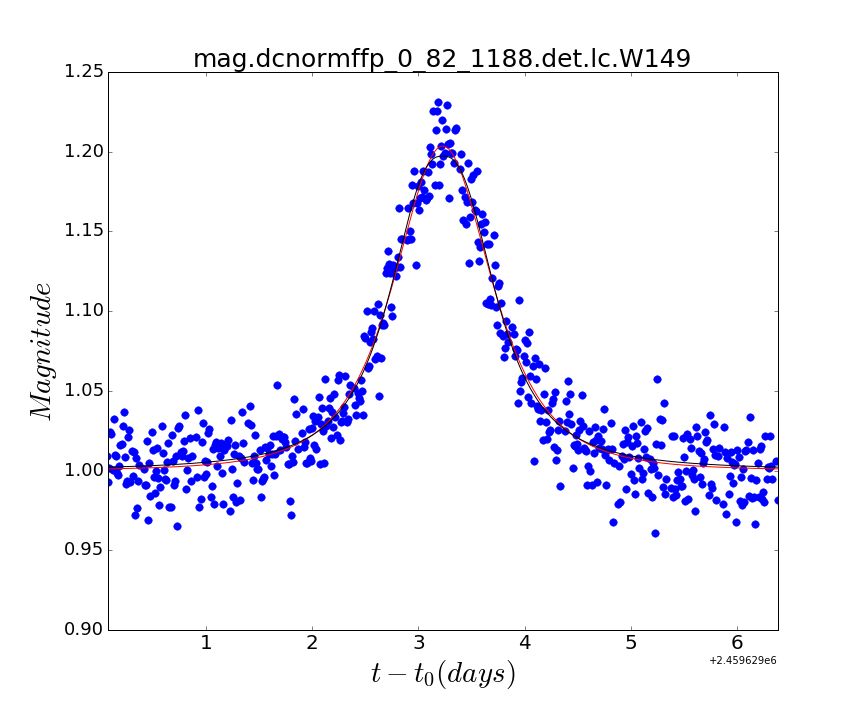 mag.dcnormffp_0_82_1188.det.lc.W149
1.25
1.20
1.15
1.10
1.05
1.00
0.95
0.90
Magnitude
1 2 3 4 5 6
+2.459629e6
t − t₀(days)